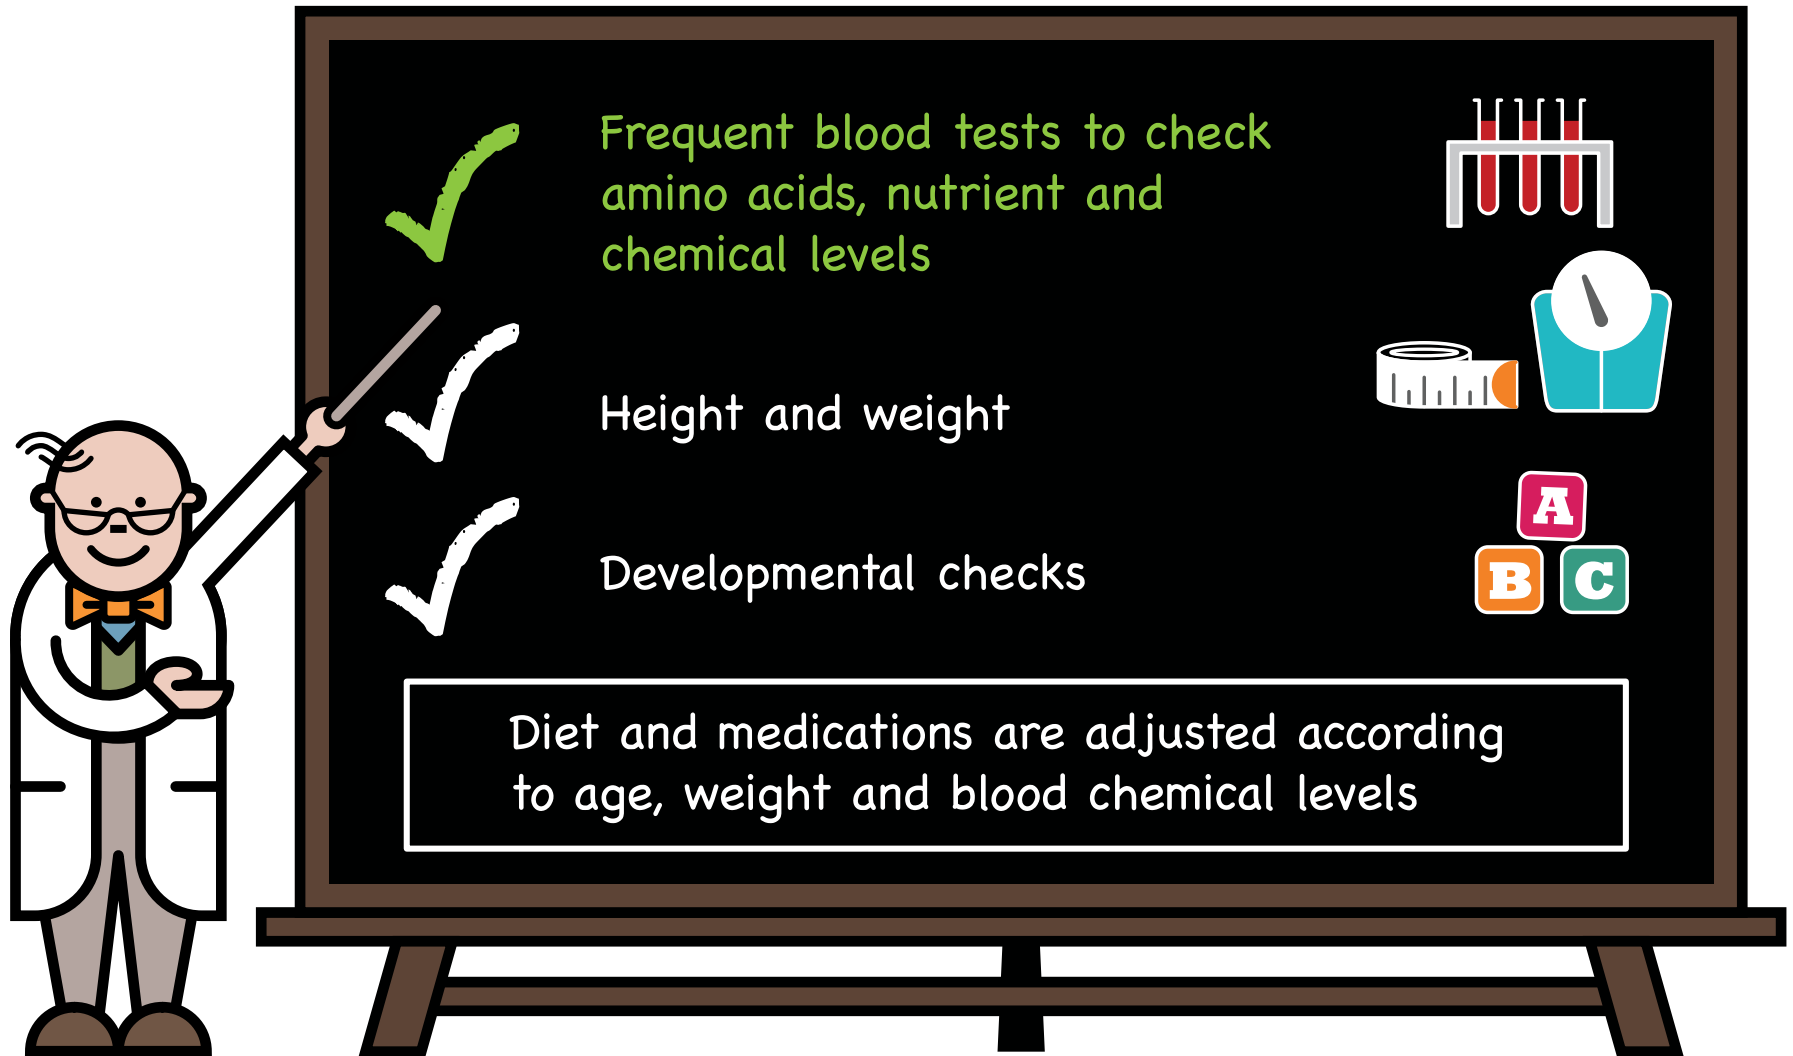 Frequent blood tests to check
amino acids, nutrient and
chemical levels
Height and weight
Developmental checks
A
B C
Diet and medications are adjusted according
to age, weight and blood chemical levels